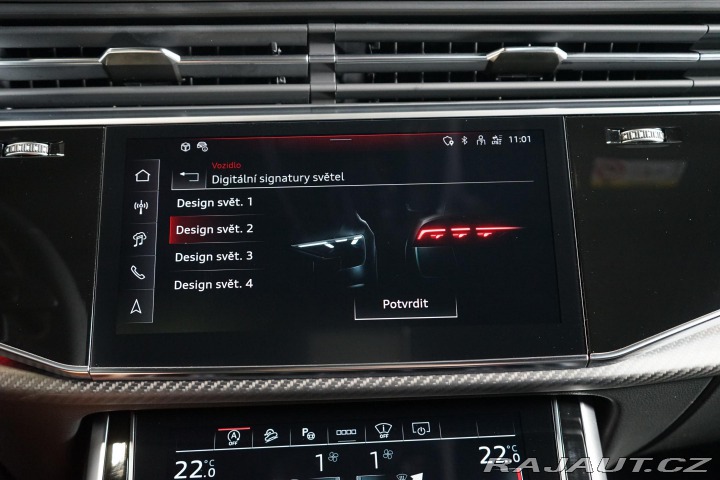 11:01
Vozidlo
Digitální signatury světel
Design svět. 1
Design svět. 2
Design svět. 3
Design svět. 4
Potvrdit
A
OFF
P
OFF
22.0 °C
1
1
22.0 °C
RAJAUT.CZ